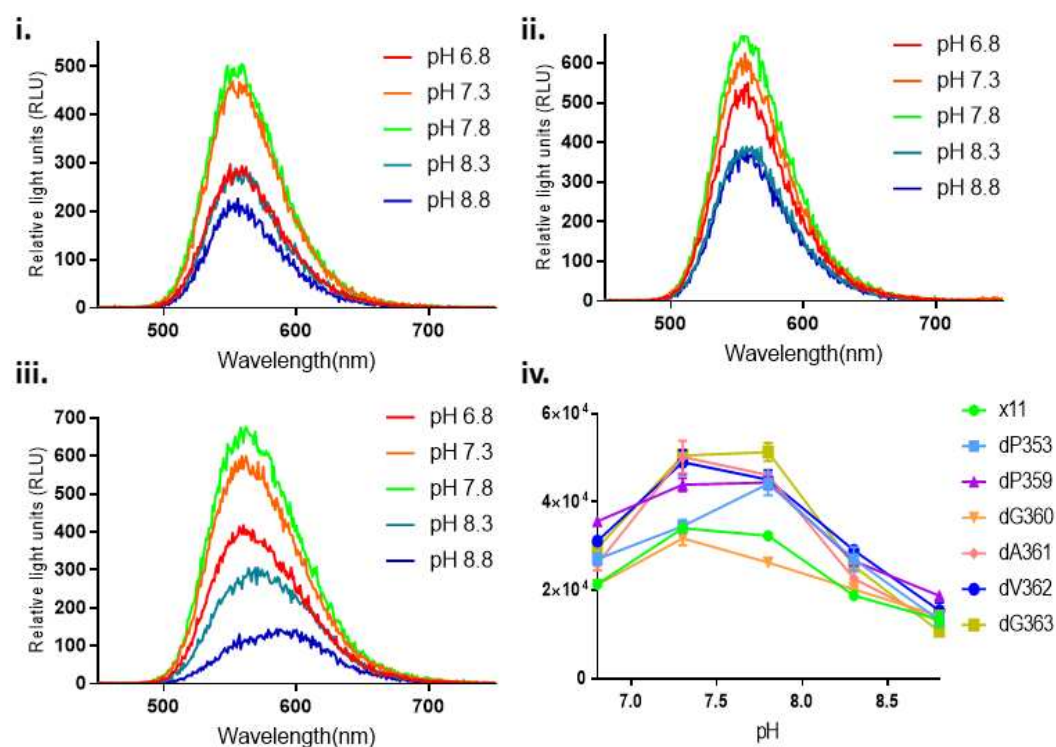 i.
Relative light units (RLU)
500
400
300
200
100
0
500 600 700
Wavelength(nm)
pH 6.8
pH 7.3
pH 7.8
pH 8.3
pH 8.8
ii.
Relative light units (RLU)
600
500
400
300
200
100
0
500 600 700
Wavelength(nm)
pH 6.8
pH 7.3
pH 7.8
pH 8.3
pH 8.8
iii.
Relative light units (RLU)
700
600
500
400
300
200
100
0
500 600 700
Wavelength(nm)
pH 6.8
pH 7.3
pH 7.8
pH 8.3
pH 8.8
iv.
6×10⁴
4×10⁴
2×10⁴
0
7.0 7.5 8.0 8.5
pH
x11
dP353
dP359
dG360
dA361
dV362
dG363